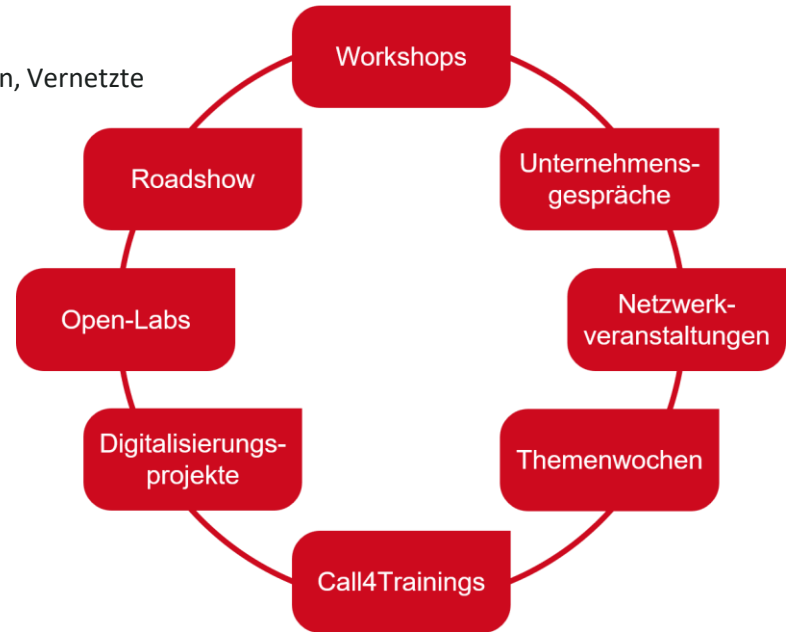 n, Vernetzte
Workshops
Unternehmens-
gespräche
Netzwerk-
veranstaltungen
Themenwochen
Call4Trainings
Digitalisierungs-
projekte
Open-Labs
Roadshow